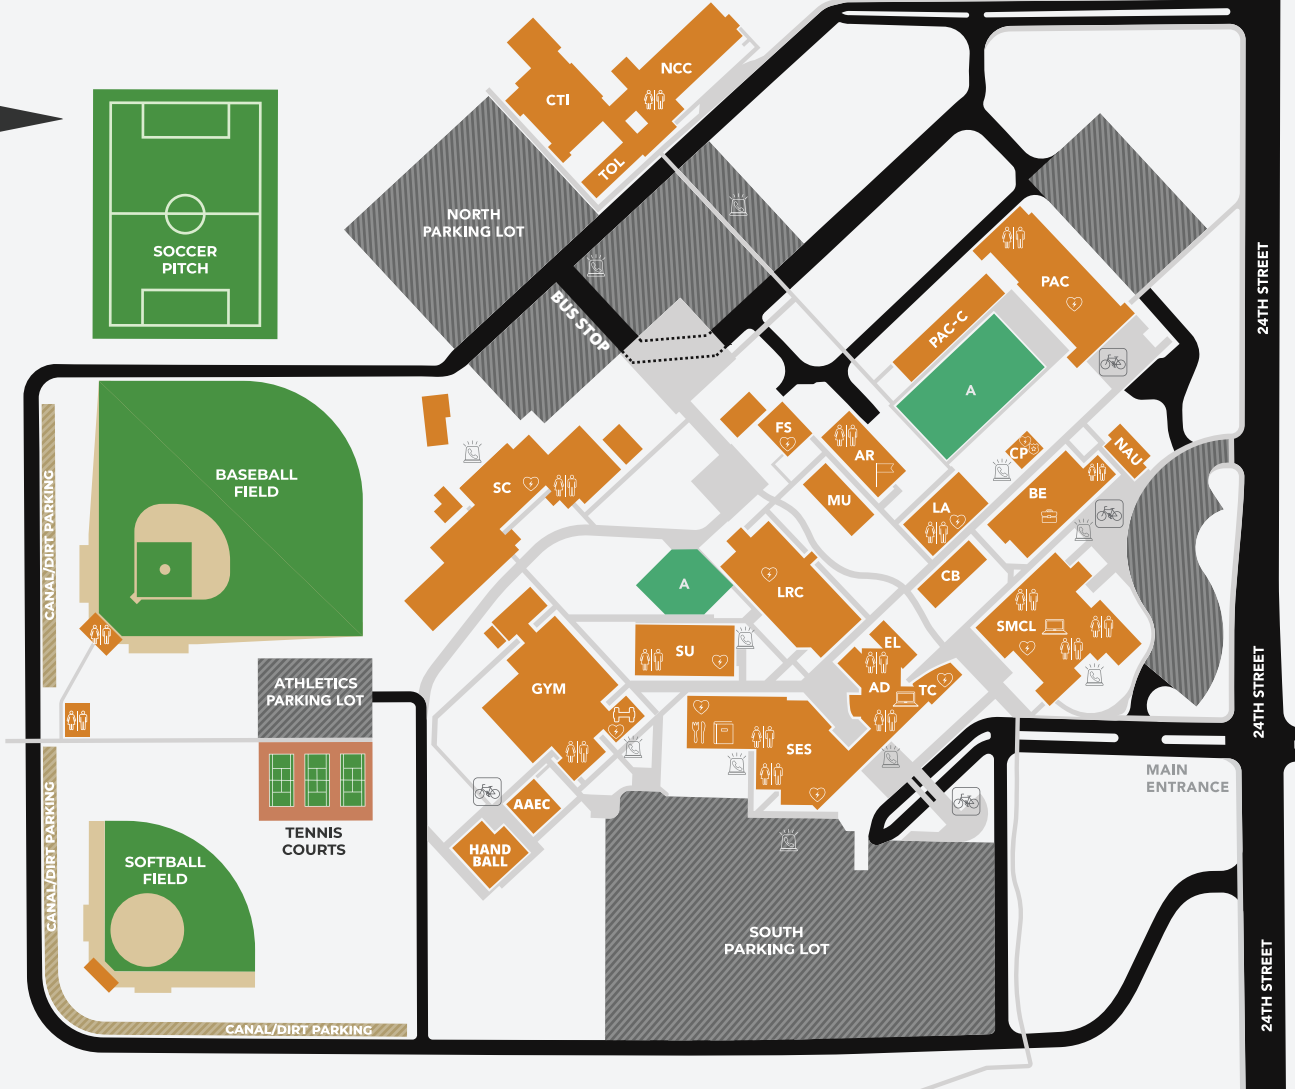 NCC
CTI
TOL
NORTH
PARKING LOT
SOCCER
PITCH
BUS STOP
PAC
PAC-C
24TH STREET
A
FS
AR
CP
NAU
BASEBALL
FIELD
SC
MU
LA
BE
CANAL/DIRT PARKING
A
LRC
CB
SMCL
EL
SU
AD
TC
ATHLETICS
PARKING LOT
GYM
SES
24TH STREET
MAIN
ENTRANCE
AAEC
TENNIS
COURTS
HAND
BALL
SOFTBALL
FIELD
CANAL/DIRT PARKING
SOUTH
PARKING LOT
24TH STREET
CANAL/DIRT PARKING